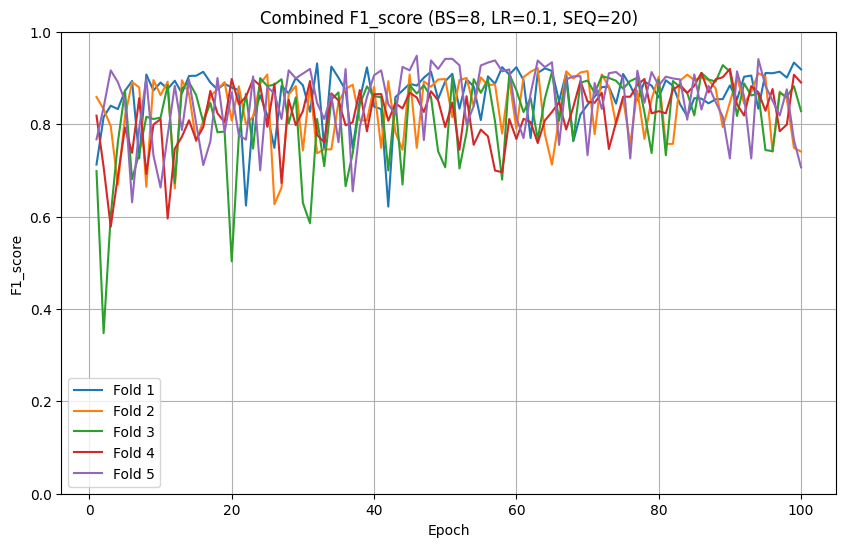 Combined F1_score (BS=8, LR=0.1, SEQ=20)
1.0
0.8
0.6
0.4
0.2
0.0
F1_score
Fold 1
Fold 2
Fold 3
Fold 4
Fold 5
0 20 40 60 80 100
Epoch